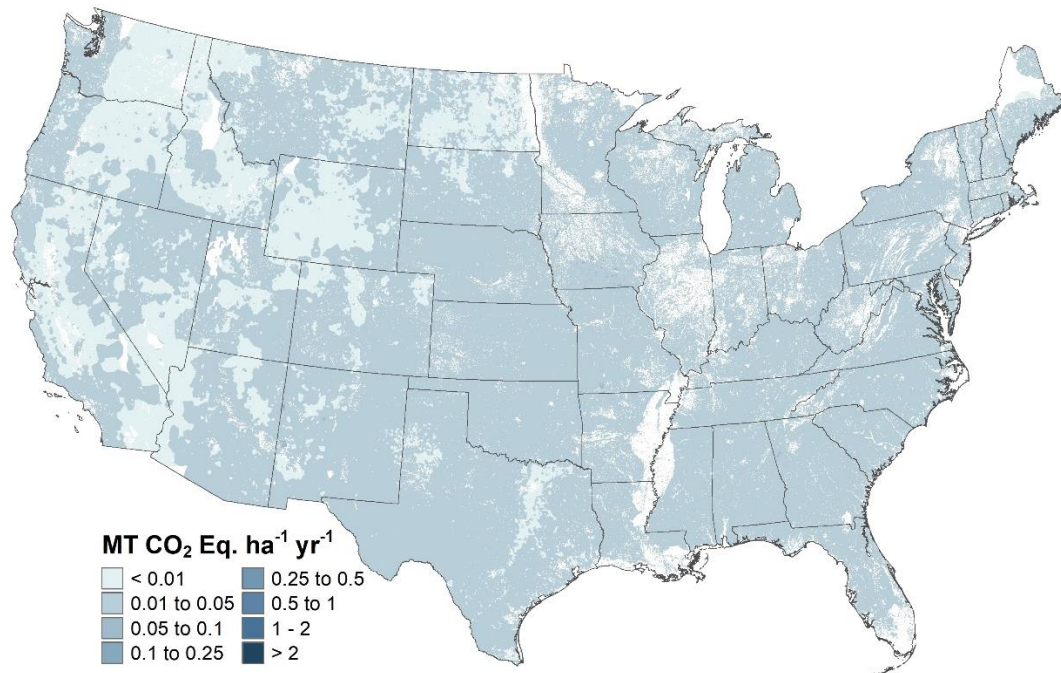 MT CO₂ Eq. ha⁻¹ yr⁻¹
< 0.01
0.01 to 0.05
0.05 to 0.1
0.1 to 0.25
0.25 to 0.5
0.5 to 1
1 - 2
> 2